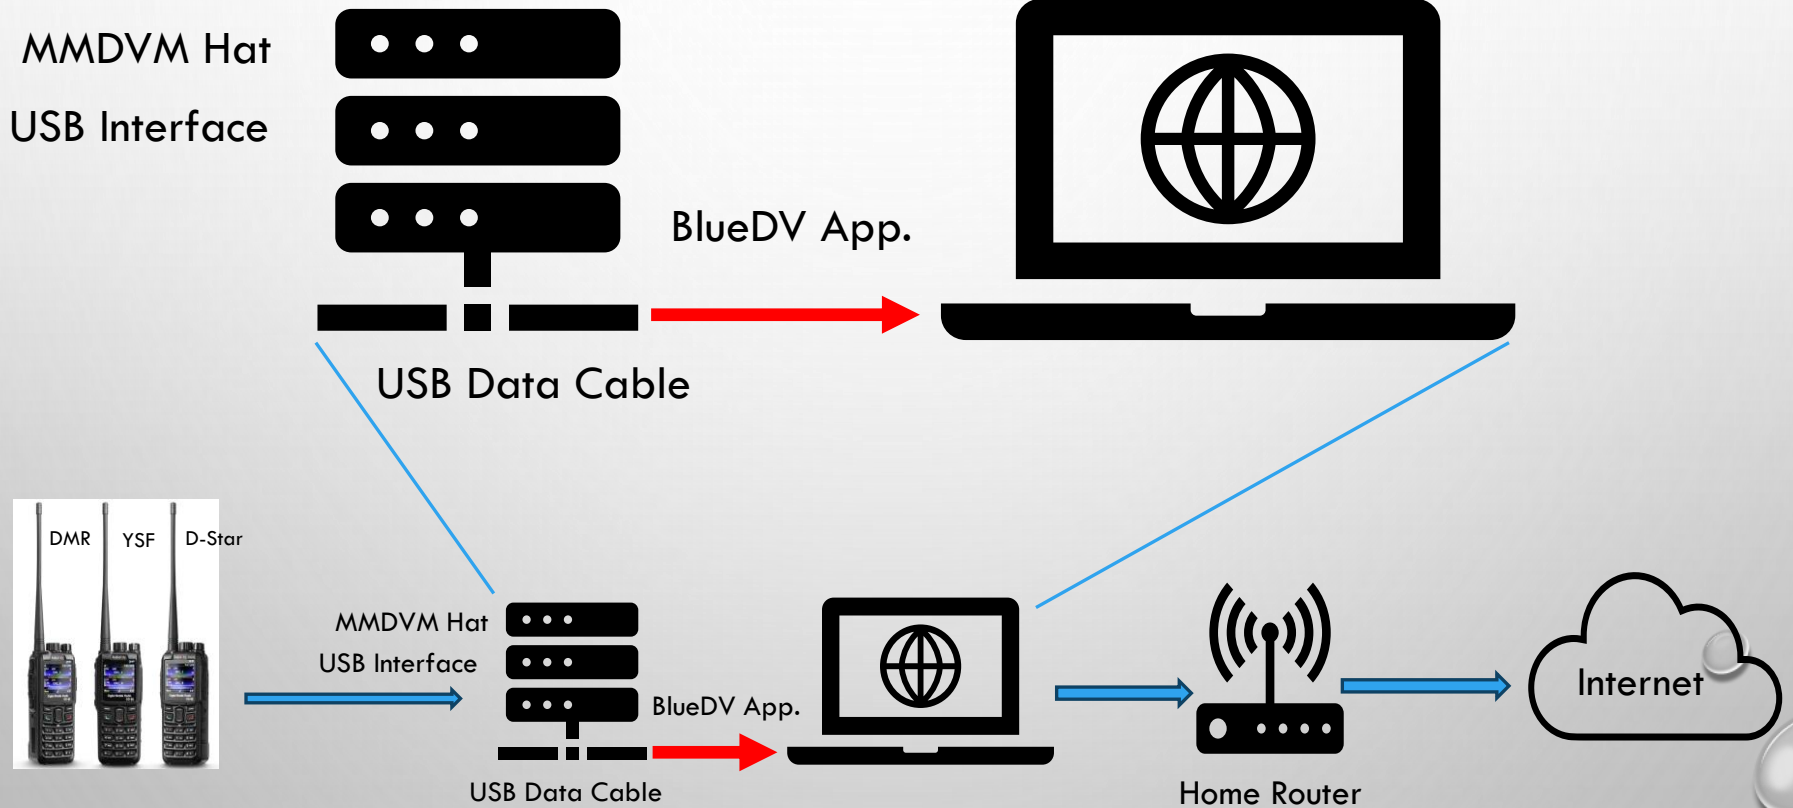 MMDVM Hat
USB Interface
BlueDV App.
USB Data Cable
DMR
YSF
D-Star
MMDVM Hat
USB Interface
BlueDV App.
USB Data Cable
Home Router
Internet